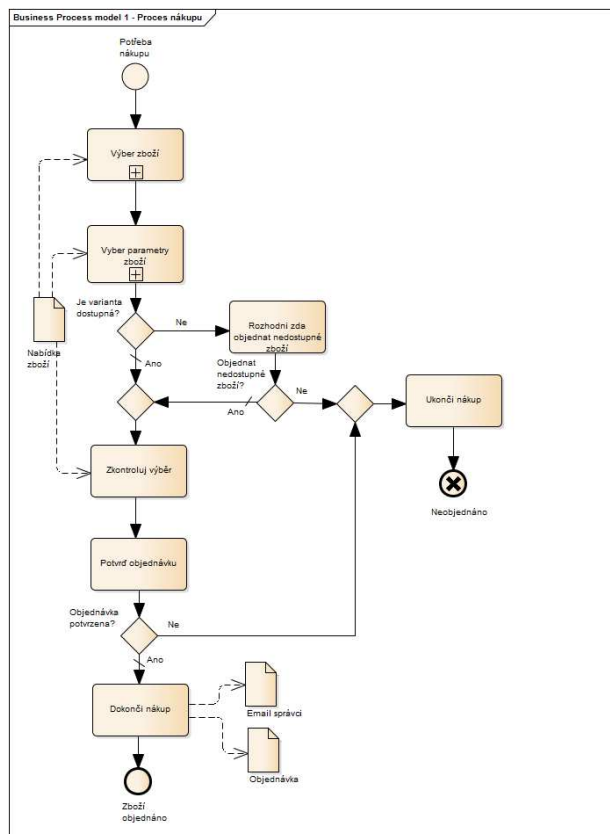 Business Process model 1 - Proces nákupu
Potřeba
nákupu
Výběr zboží
Vyber parametry
zboží
Je varianta
dostupná?
Ne
Rozhodni zda
objednat nedostupné
zboží
Nabídka
zboží
Ano
Objednat
nedostupné
zboží?
Ne
Ano
Ukonči nákup
Zkontroluj výběr
Neobjednáno
Potvrď objednávku
Objednávka
potvrzena?
Ne
Ano
Dokonči nákup
Email správci
Objednávka
Zboží
objednáno